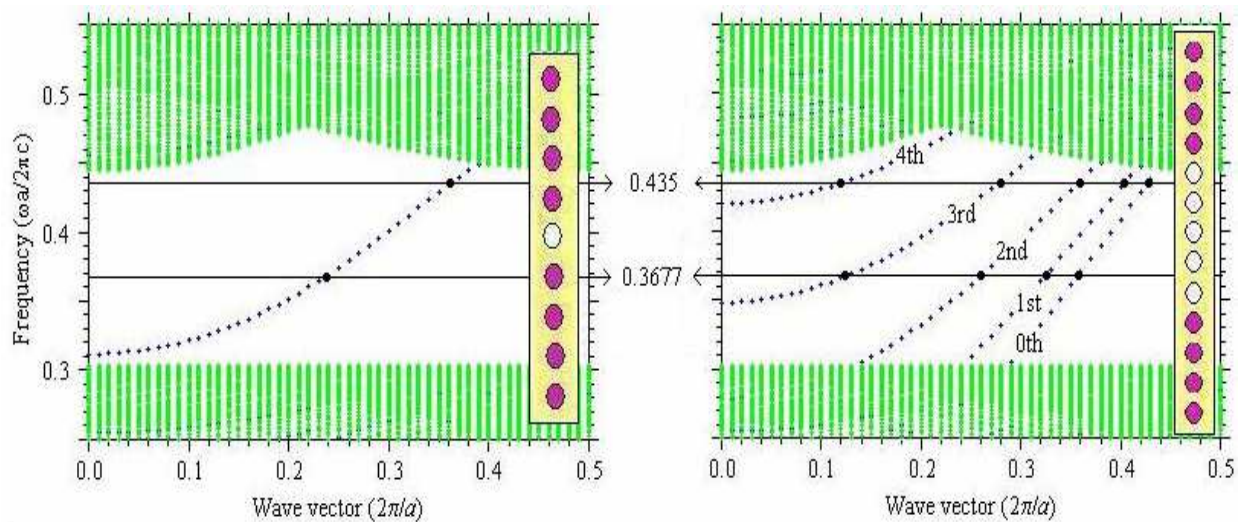 Frequency (ωa/2πc)
0.5
0.4
0.3
0.0 0.1 0.2 0.3 0.4 0.5
Wave vector (2π/a)
0.435
0.3677
4th
3rd
2nd
1st
0th
0.0 0.1 0.2 0.3 0.4 0.5
Wave vector (2π/a)